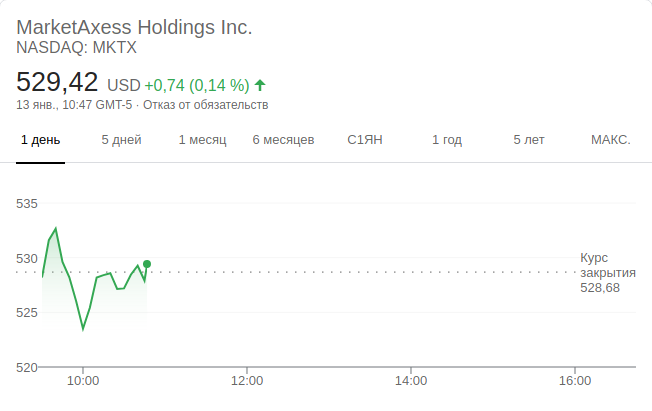 MarketAxess Holdings Inc.
NASDAQ: MKTX
529,42 USD +0,74 (0,14 %)
13 янв., 10:47 GMT-5 · Отказ от обязательств
1 день 5 дней 1 месяц 6 месяцев С1ЯН 1 год 5 лет МАКС.
535
530
525
520
Курс
закрытия
528,68
10:00 12:00 14:00 16:00